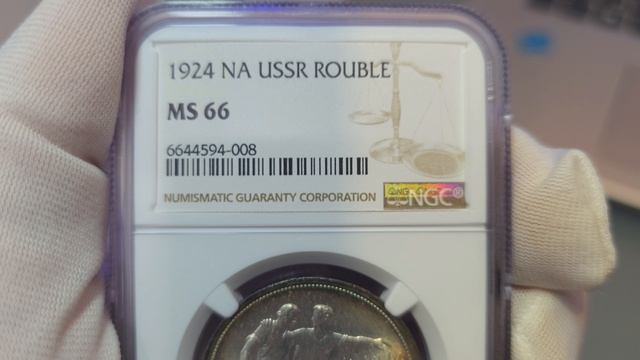 1924 NA USSR ROUBLE
MS 66
6644594-008
NUMISMATIC GUARANTY CORPORATION
NGC®